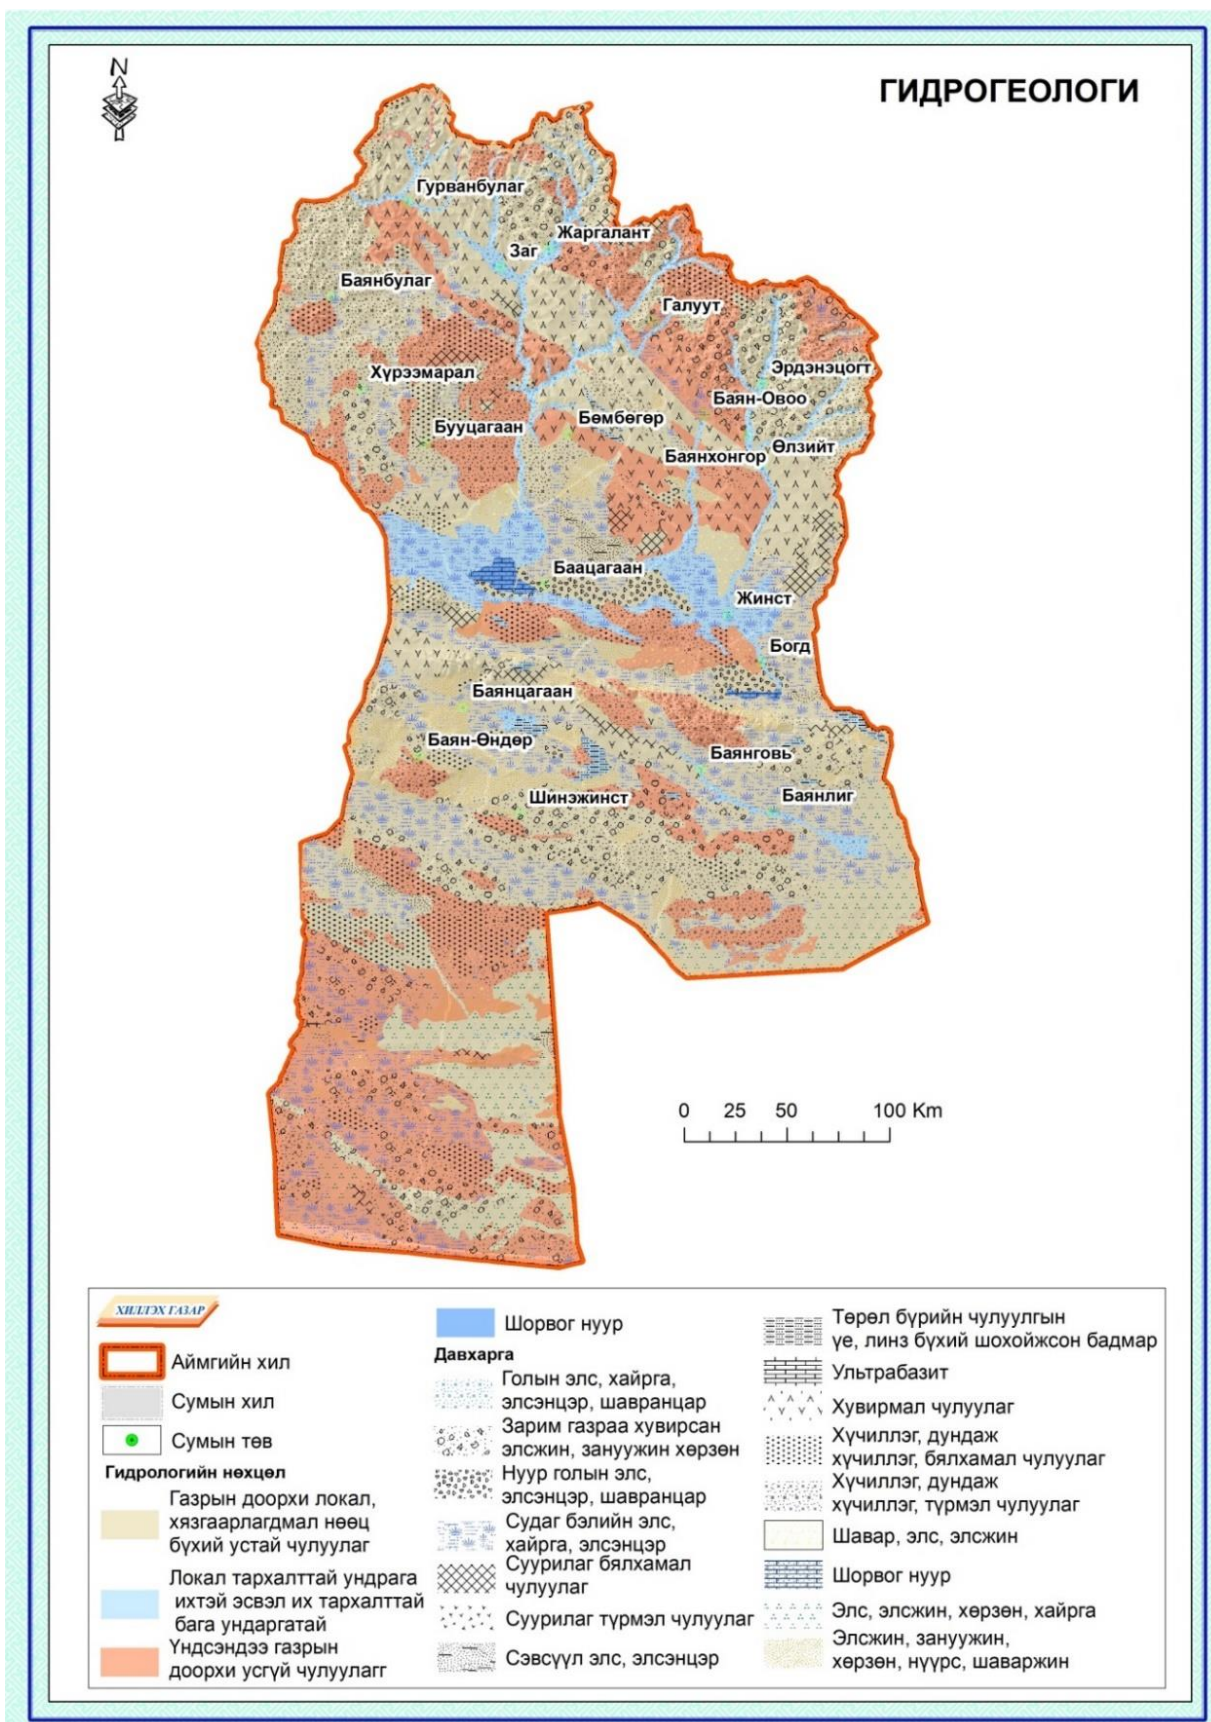 ГИДРОГЕОЛОГИ
N
Гурванбулаг
Жаргалант
Заг
Баянбулаг
Галуут
Эрдэнэцогт
Хүрээмарал
Баян-Овоо
Бөмбөгөр
Бууцагаан
Өлзийт
Баянхонгор
Баацагаан
Жинст
Богд
Баянцагаан
Баян-Өндөр
Баянговь
Баянлиг
Шинэжинст
0 25 50 100 Km
ХИЛЛЭХ ГАЗАР
Аймгийн хил
Сумын хил
Сумын төв
Гидрологийн нөхцөл
Газрын доорхи локал,
хязгаарлагдмал нөөц
бүхий устай чулуулаг
Локал тархалттай ундрага
ихтэй эсвэл их тархалттай
бага ундаргатай
Үндсэндээ газрын
доорхи усгүй чулуулагг
Шорвог нуур
Давхарга
Голын элс, хайрга,
элсэнцэр, шавранцар
Зарим газраа хувирсан
элсжин, зануужин хөрзөн
Нуур голын элс,
элсэнцэр, шавранцар
Судаг бэлийн элс,
хайрга, элсэнцэр
Суурилаг бялхамал
чулуулаг
Суурилаг түрмэл чулуулаг
Сэвсүүл элс, элсэнцэр
Төрөл бүрийн чулуулгын
үе, линз бүхий шохойжсон бадмар
Ультрабазит
Хувирмал чулуулаг
Хүчиллэг, дундаж
хүчиллэг, бялхамал чулуулаг
Хүчиллэг, дундаж
хүчиллэг, түрмэл чулуулаг
Шавар, элс, элсжин
Шорвог нуур
Элс, элсжин, хөрзөн, хайрга
Элсжин, зануужин,
хөрзөн, нүүрс, шаваржин